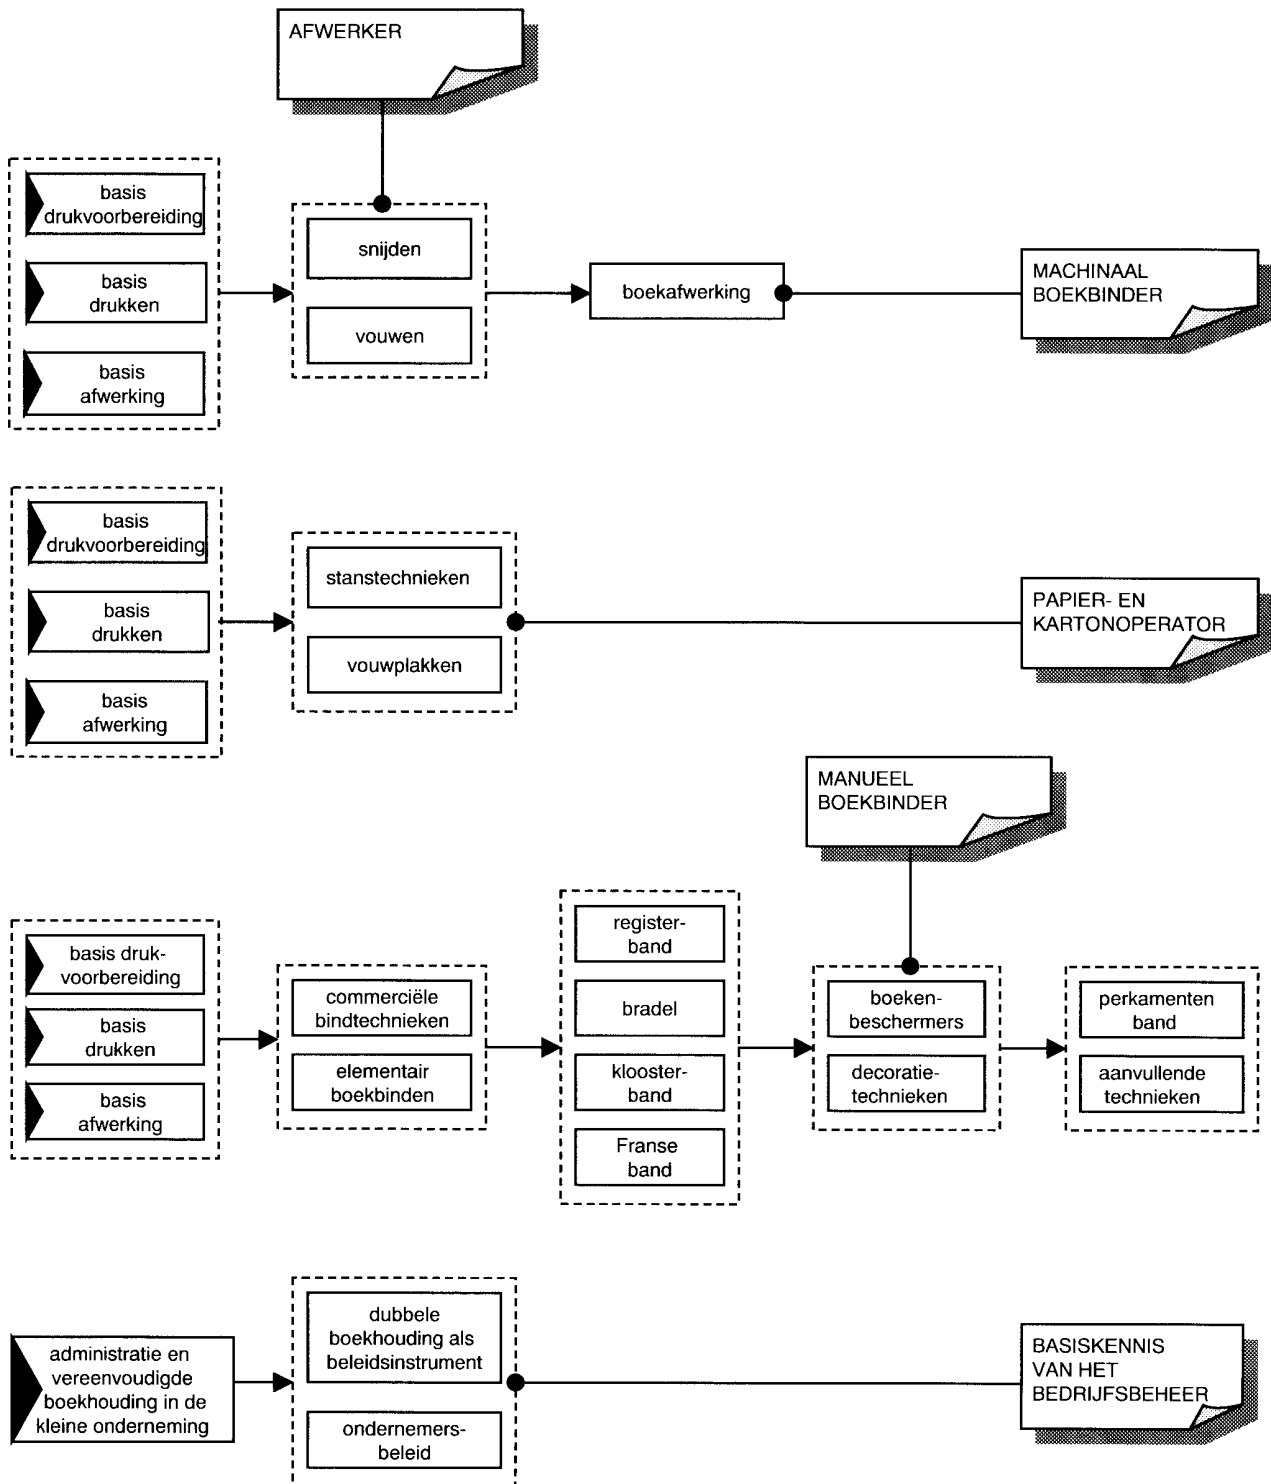 AFWERKER
basis
drukvoorbereiding
basis
drukken
basis
afwerking
snijden
vouwen
boekafwerking
MACHINAAL
BOEKBINDER
basis
drukvoorbereiding
basis
drukken
basis
afwerking
stanstechnieken
vouwplakken
PAPIER- EN
KARTONOPERATOR
MANUEEL
BOEKBINDER
basis druk-
voorbereiding
basis
drukken
basis
afwerking
commerciële
bindtechnieken
elementair
boekbinden
register-
band
bradel
klooster-
band
Franse
band
boeken-
beschermers
decoratie-
technieken
perkamenten
band
aanvullende
technieken
administratie en
vereenvoudigde
boekhouding in de
kleine onderneming
dubbele
boekhouding als
beleidsinstrument
ondernemers-
beleid
BASISKENNIS
VAN HET
BEDRIJFSBEHEER